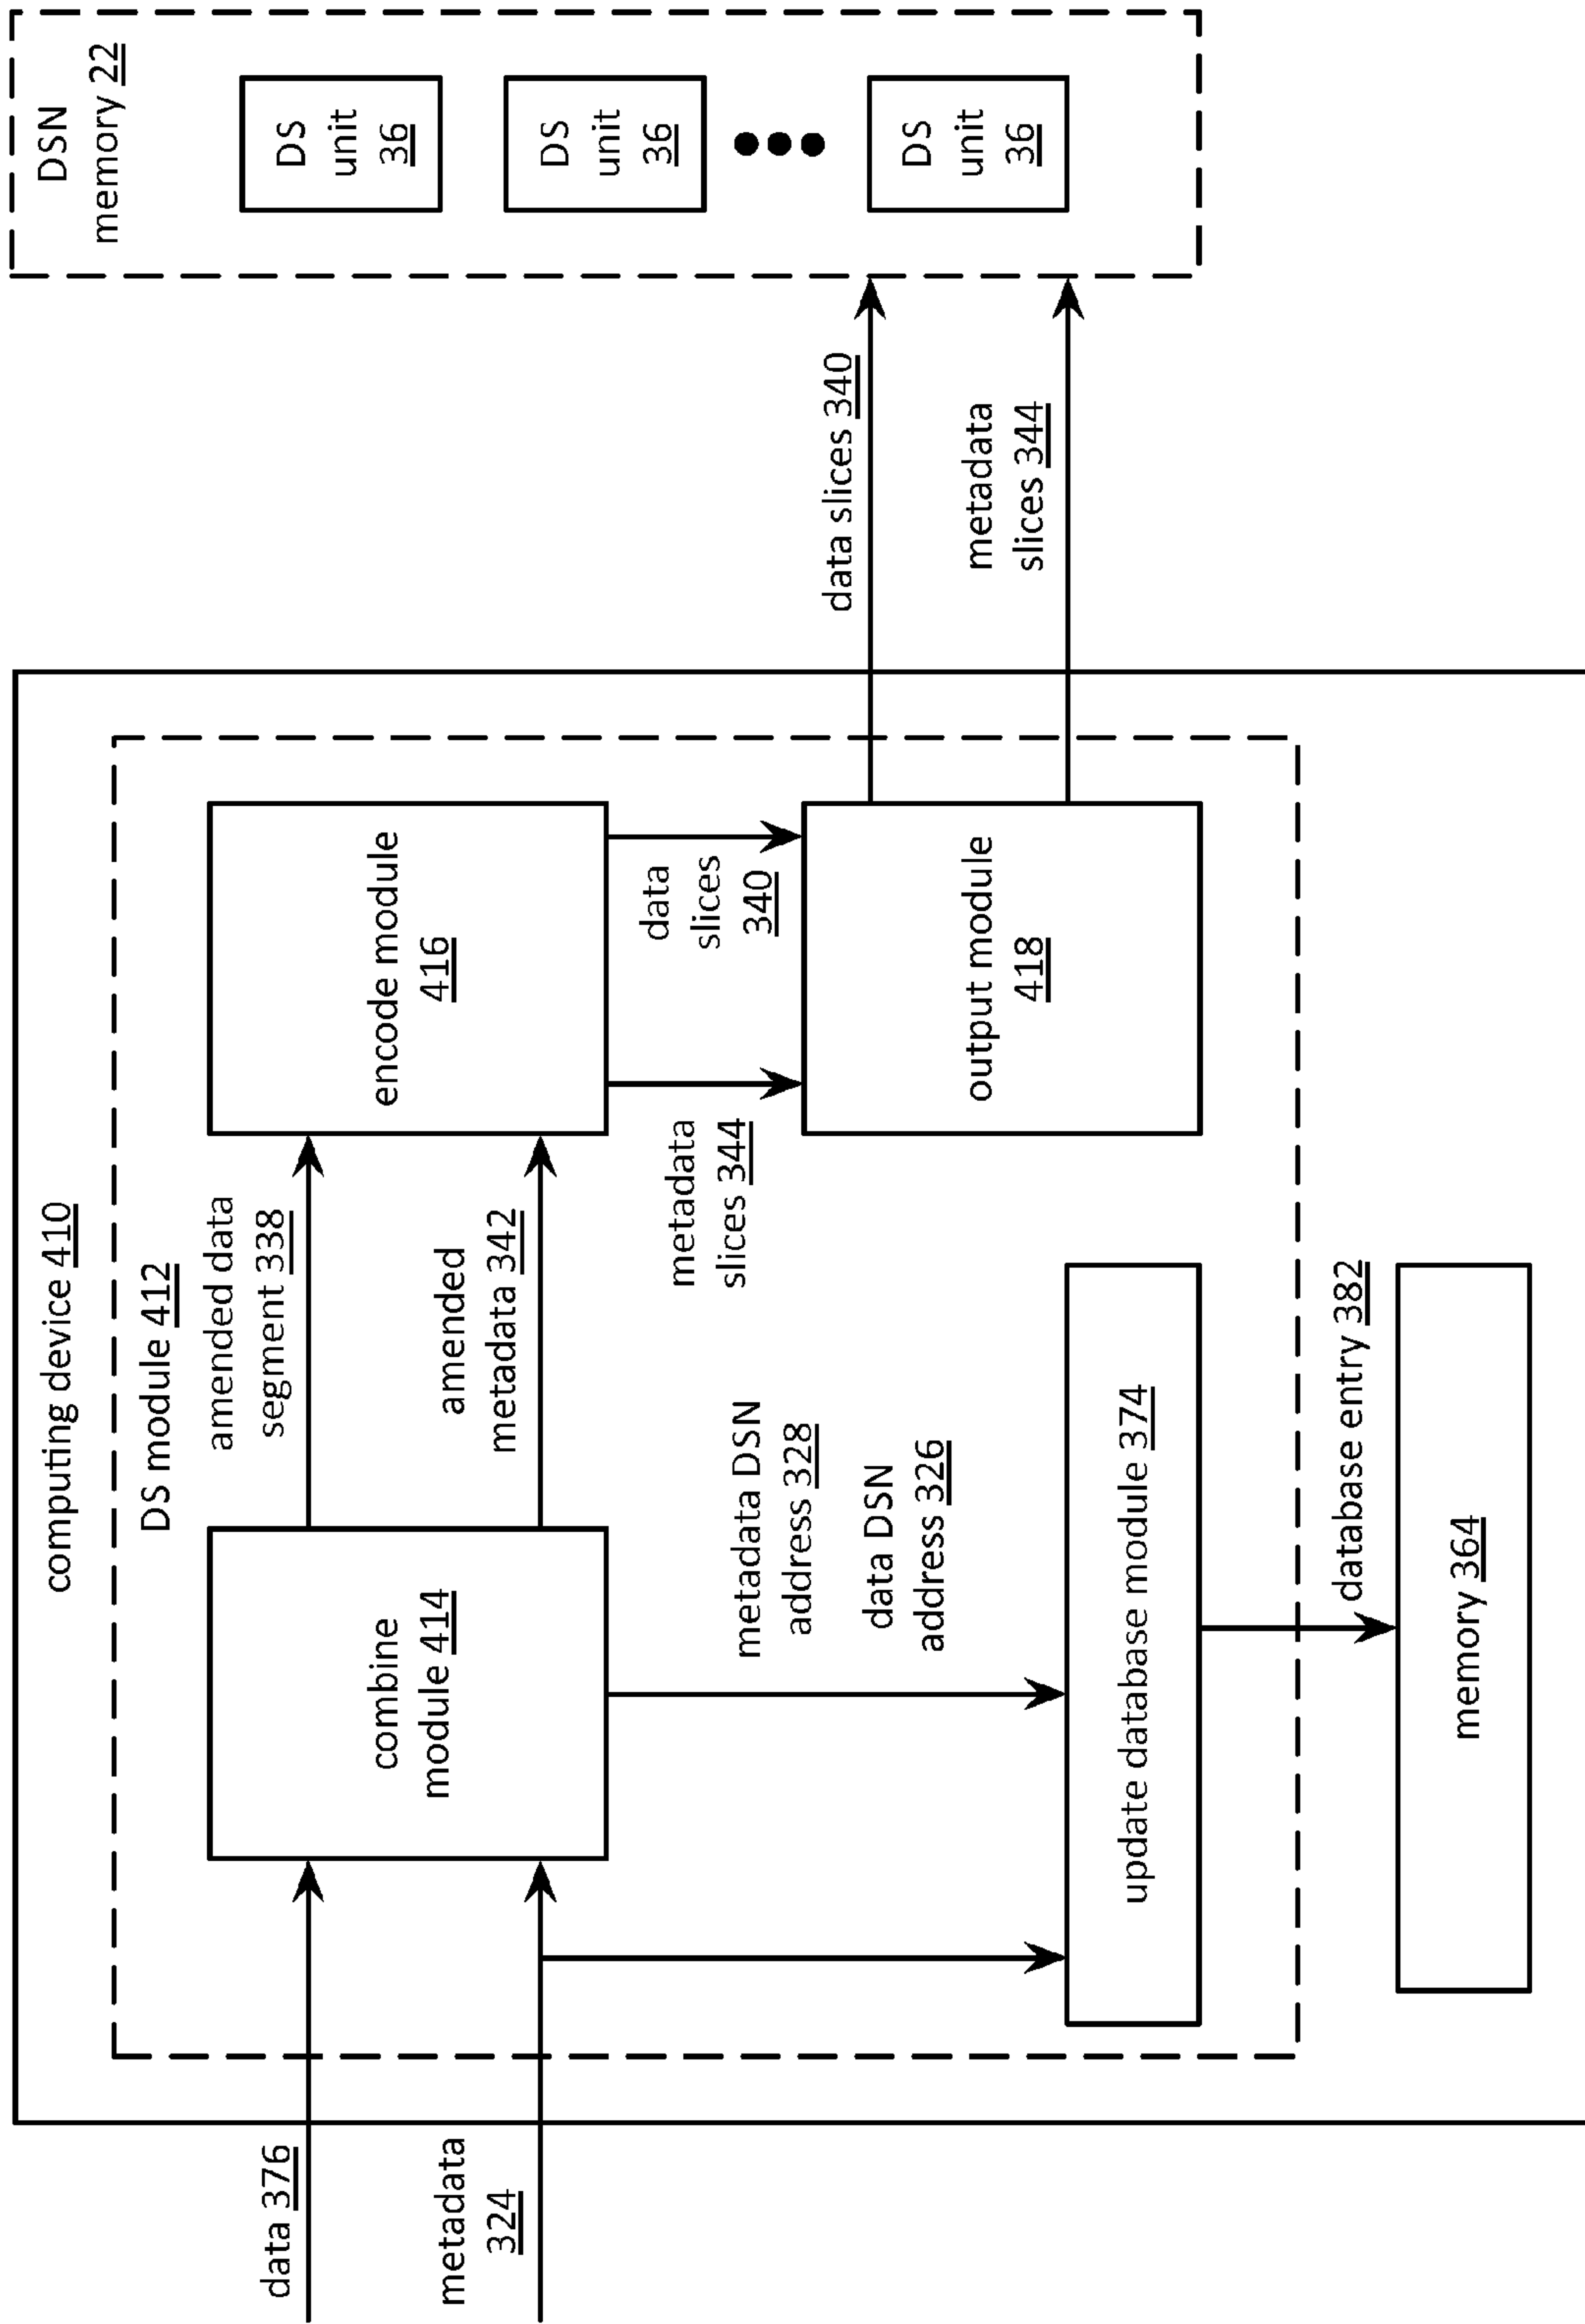 computing device 410
DS module 412
data 376
metadata
324
combine
module 414
amended data
segment 338
amended
metadata 342
encode module
416
metadata
slices 344
data
slices
340
output module
418
metadata DSN
address 328
data DSN
address 326
update database module 374
database entry 382
memory 364
data slices 340
metadata
slices 344
DSN
memory 22
DS
unit
36
DS
unit
36
DS
unit
36